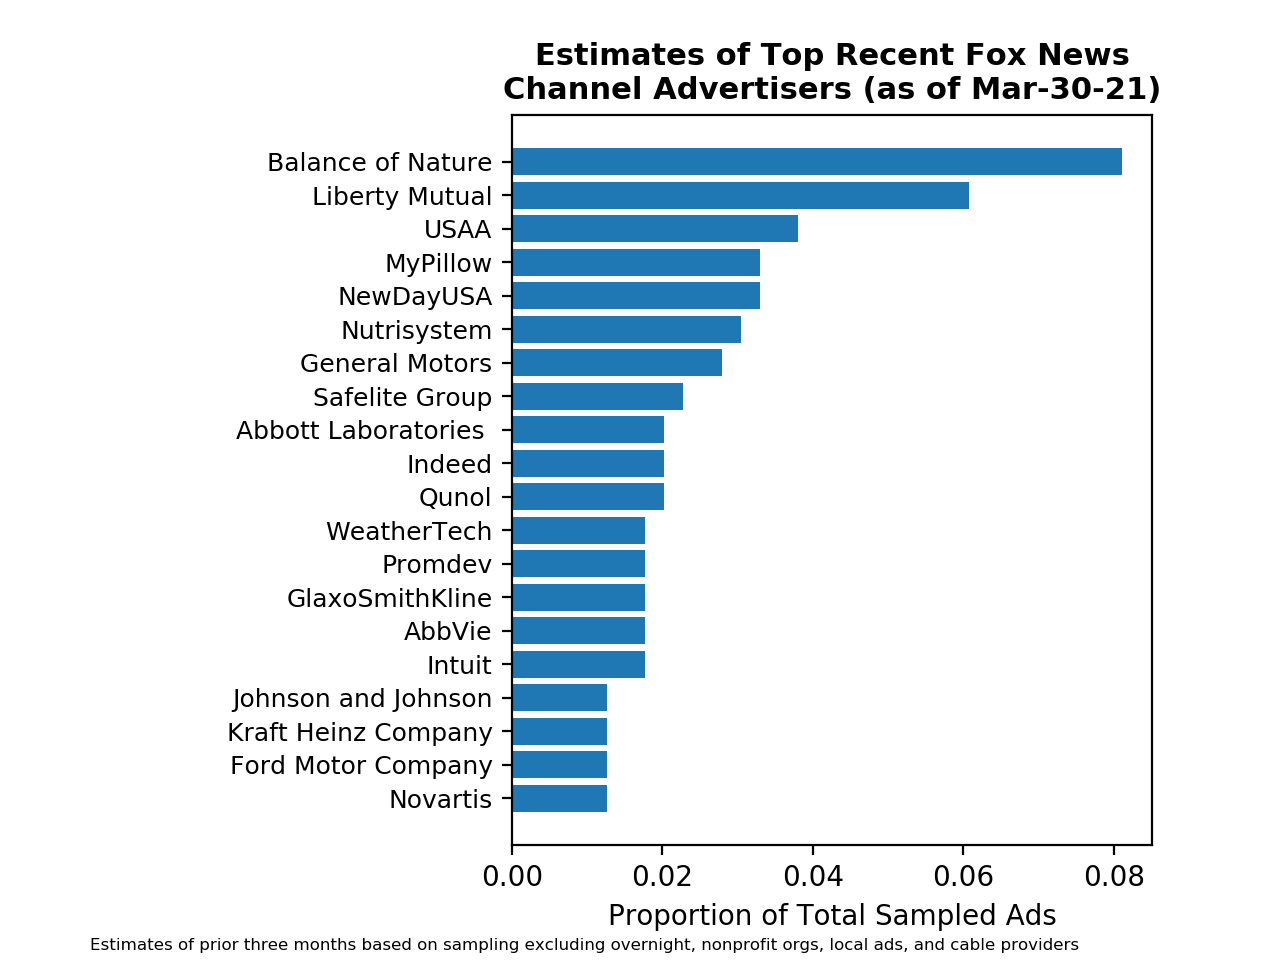 Estimates of Top Recent Fox News
Channel Advertisers (as of Mar-30-21)
Balance of Nature
Liberty Mutual
USAA
MyPillow
NewDayUSA
Nutrisystem
General Motors
Safelite Group
Abbott Laboratories
Indeed
Qunol
WeatherTech
Promdev
GlaxoSmithKline
AbbVie
Intuit
Johnson and Johnson
Kraft Heinz Company
Ford Motor Company
Novartis
0.00 0.02 0.04 0.06 0.08
Proportion of Total Sampled Ads
Estimates of prior three months based on sampling excluding overnight, nonprofit orgs, local ads, and cable providers